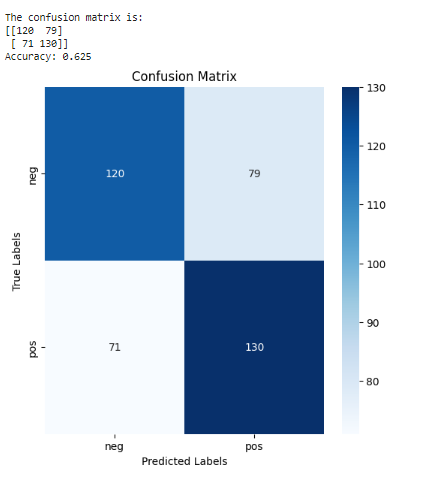 The confusion matrix is:
[[120  79]
 [ 71 130]]
Accuracy: 0.625
Confusion Matrix
130
120
110
100
90
80
True Labels
neg
pos
120
79
71
130
neg
pos
Predicted Labels